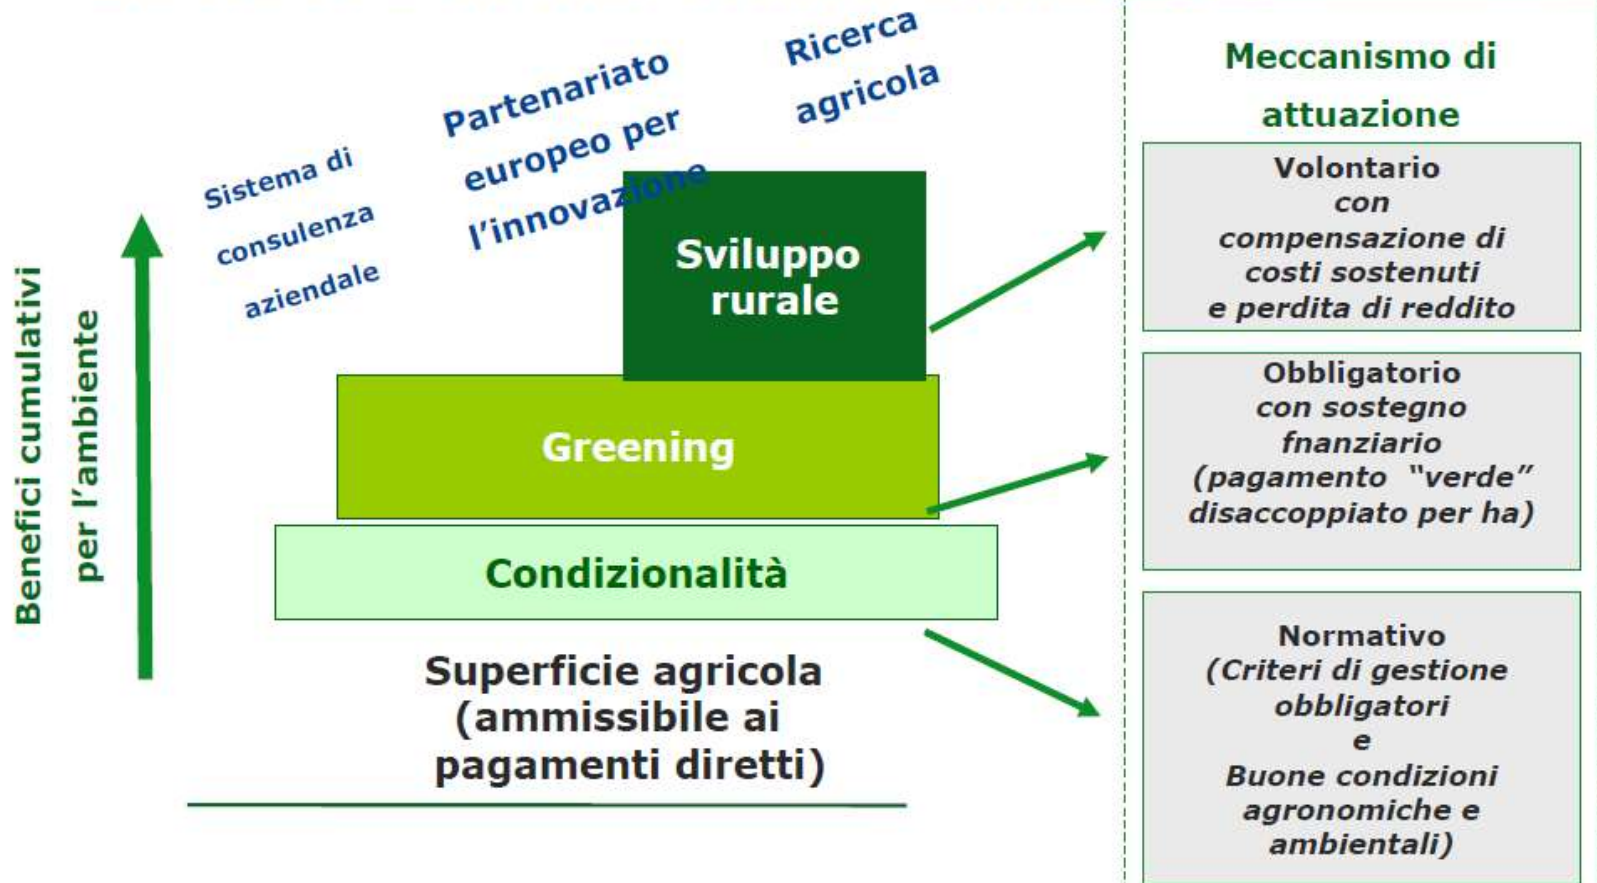 Benefici cumulativi
per l'ambiente
Sistema di
consulenza
aziendale
Partenariato
europeo per
l'innovazione
Ricerca
agricola
Sviluppo
rurale
Greening
Condizionalità
Superficie agricola
(ammissibile ai
pagamenti diretti)
Meccanismo di
attuazione
Volontario
con
compensazione di
costi sostenuti
e perdita di reddito
Obbligatorio
con sostegno
fnanziario
(pagamento “verde”
disaccoppiato per ha)
Normativo
(Criteri di gestione
obbligatori
e
Buone condizioni
agronomiche e
ambientali)